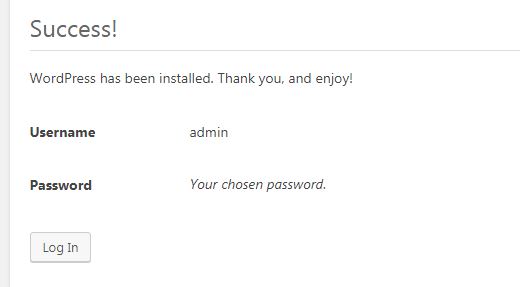 Success!
WordPress has been installed. Thank you, and enjoy!
Username admin
Password Your chosen password.
Log In